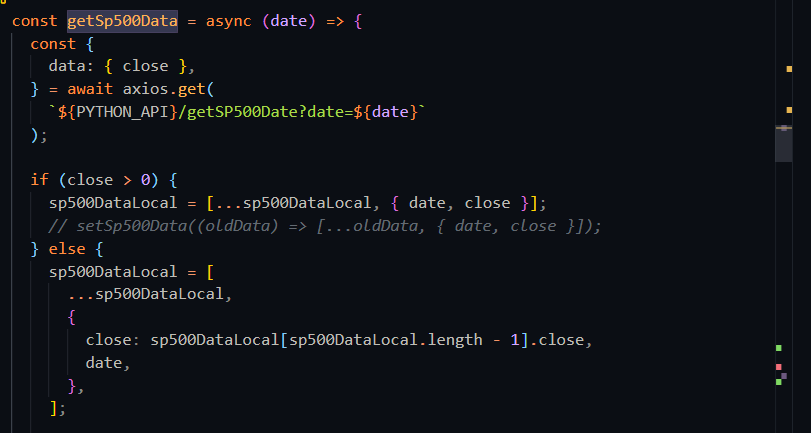 const getSp500Data = async (date) => {
const {
data: { close },
} = await axios.get(
`${PYTHON_API}/getSP500Date?date=${date}`
);
if (close > 0) {
sp500DataLocal = [...sp500DataLocal, { date, close }];
// setSp500Data((oldData) => [...oldData, { date, close }]);
} else {
sp500DataLocal = [
...sp500DataLocal,
{
close: sp500DataLocal[sp500DataLocal.length - 1].close,
date,
},
];